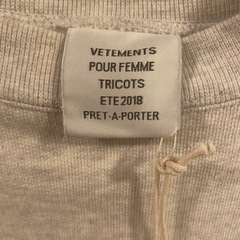 VETEMENTS
POUR FEMME
TRICOTS
ETE 2018
PRET-A-PORTER